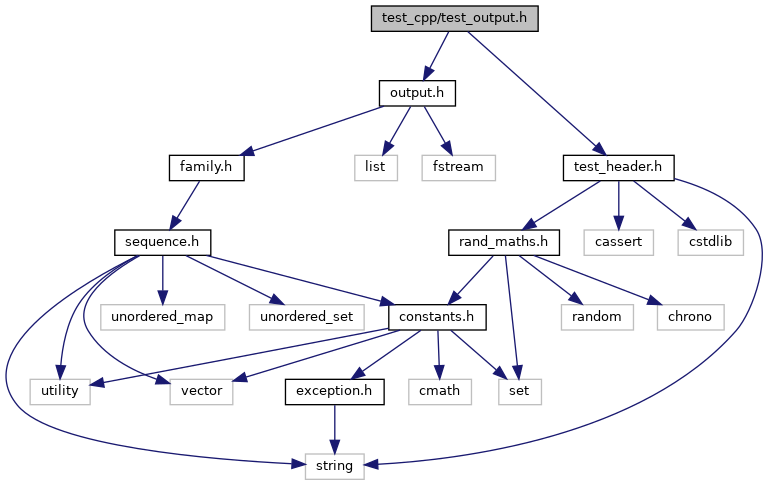 test_cpp/test_output.h
output.h
family.h
list
fstream
test_header.h
sequence.h
rand_maths.h
cassert
cstdlib
unordered_map
unordered_set
constants.h
random
chrono
utility
vector
exception.h
cmath
set
string